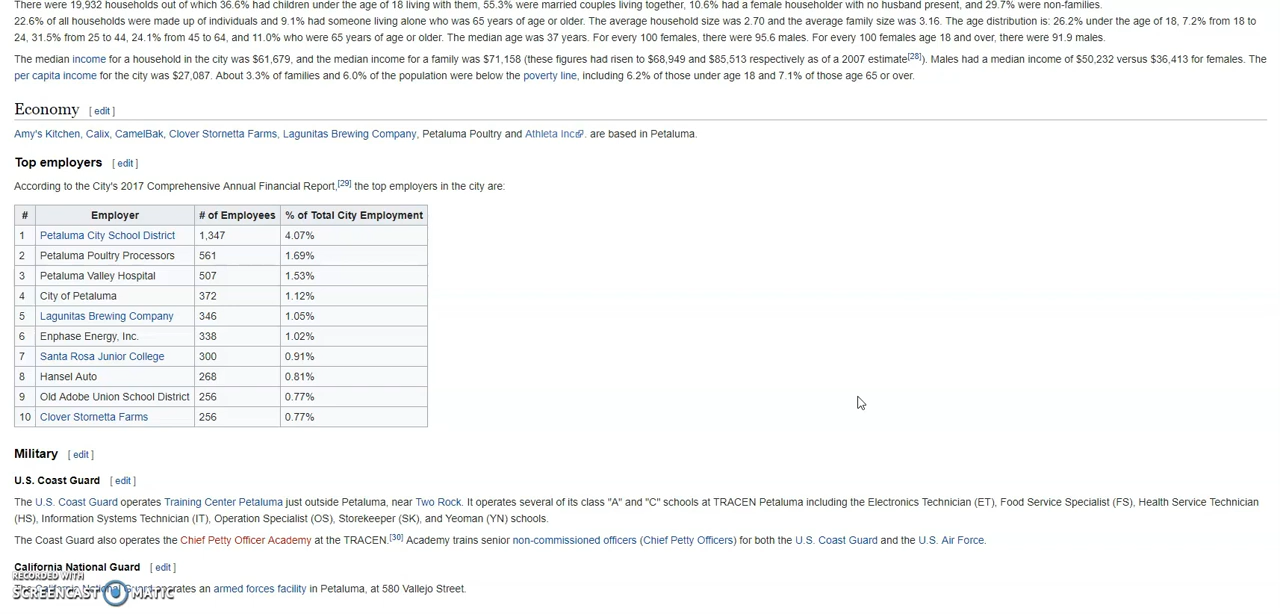 There were 19,932 households out of which 36.6% had children under the age of 18 living with them, 55.3% were married couples living together, 10.6% had a female householder with no husband present, and 29.7% were non-families.
22.6% of all households were made up of individuals and 9.1% had someone living alone who was 65 years of age or older. The average household size was 2.70 and the average family size was 3.16. The age distribution is: 26.2% under the age of 18, 7.2% from 18 to
24, 31.5% from 25 to 44, 24.1% from 45 to 64, and 11.0% who were 65 years of age or older. The median age was 37 years. For every 100 females, there were 95.6 males. For every 100 females age 18 and over, there were 91.9 males.
The median income for a household in the city was $61,679, and the median income for a family was $71,158 (these figures had risen to $68,949 and $85,513 respectively as of a 2007 estimate[28]). Males had a median income of $50,232 versus $36,413 for females. The
per capita income for the city was $27,087. About 3.3% of families and 6.0% of the population were below the poverty line, including 6.2% of those under age 18 and 7.1% of those age 65 or over.
Economy [ edit ]
Amy's Kitchen, Calix, CamelBak, Clover Stornetta Farms, Lagunitas Brewing Company, Petaluma Poultry and Athleta Inc. are based in Petaluma.
Top employers [ edit ]
According to the City's 2017 Comprehensive Annual Financial Report,[29] the top employers in the city are:
# Employer # of Employees % of Total City Employment
1 Petaluma City School District 1,347 4.07%
2 Petaluma Poultry Processors 561 1.69%
3 Petaluma Valley Hospital 507 1.53%
4 City of Petaluma 372 1.12%
5 Lagunitas Brewing Company 346 1.05%
6 Enphase Energy, Inc. 338 1.02%
7 Santa Rosa Junior College 300 0.91%
8 Hansel Auto 268 0.81%
9 Old Adobe Union School District 256 0.77%
10 Clover Stornetta Farms 256 0.77%
Military [ edit ]
U.S. Coast Guard [ edit ]
The U.S. Coast Guard operates Training Center Petaluma just outside Petaluma, near Two Rock. It operates several of its class "A" and "C" schools at TRACEN Petaluma including the Electronics Technician (ET), Food Service Specialist (FS), Health Service Technician
(HS), Information Systems Technician (IT), Operation Specialist (OS), Storekeeper (SK), and Yeoman (YN) schools.
The Coast Guard also operates the Chief Petty Officer Academy at the TRACEN.[30] Academy trains senior non-commissioned officers (Chief Petty Officers) for both the U.S. Coast Guard and the U.S. Air Force.
California National Guard [ edit ]
RECORDED WITH
The California National Guard operates an armed forces facility in Petaluma, at 580 Vallejo Street.
SCREENCAST MATIC